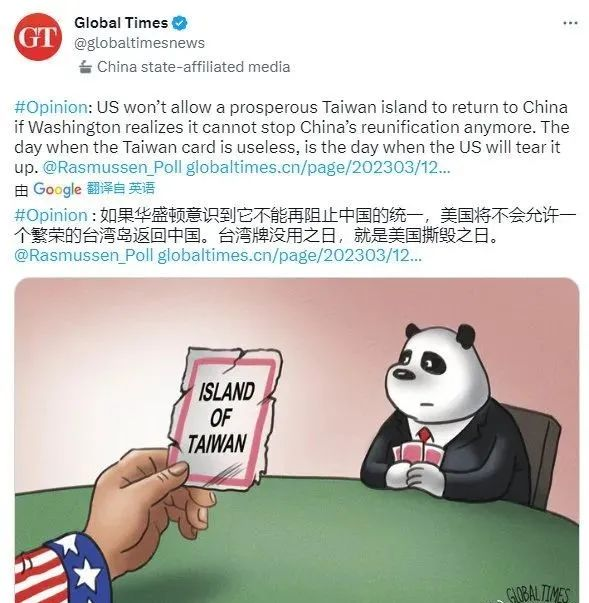 GT Global Times
@globaltimesnews
China state-affiliated media
#Opinion: US won't allow a prosperous Taiwan island to return to China
if Washington realizes it cannot stop China's reunification anymore. The
day when the Taiwan card is useless, is the day when the US will tear it
up. @Rasmussen_Poll globaltimes.cn/page/202303/12...
由 Google 翻译自 英语
#Opinion : 如果华盛顿意识到它不能再阻止中国的统一，美国将不会允许一
个繁荣的台湾岛返回中国。台湾牌没用之日，就是美国撕毁之日。
@Rasmussen_Poll globaltimes.cn/page/202303/12...
ISLAND
OF
TAIWAN
GLOBALTIMES